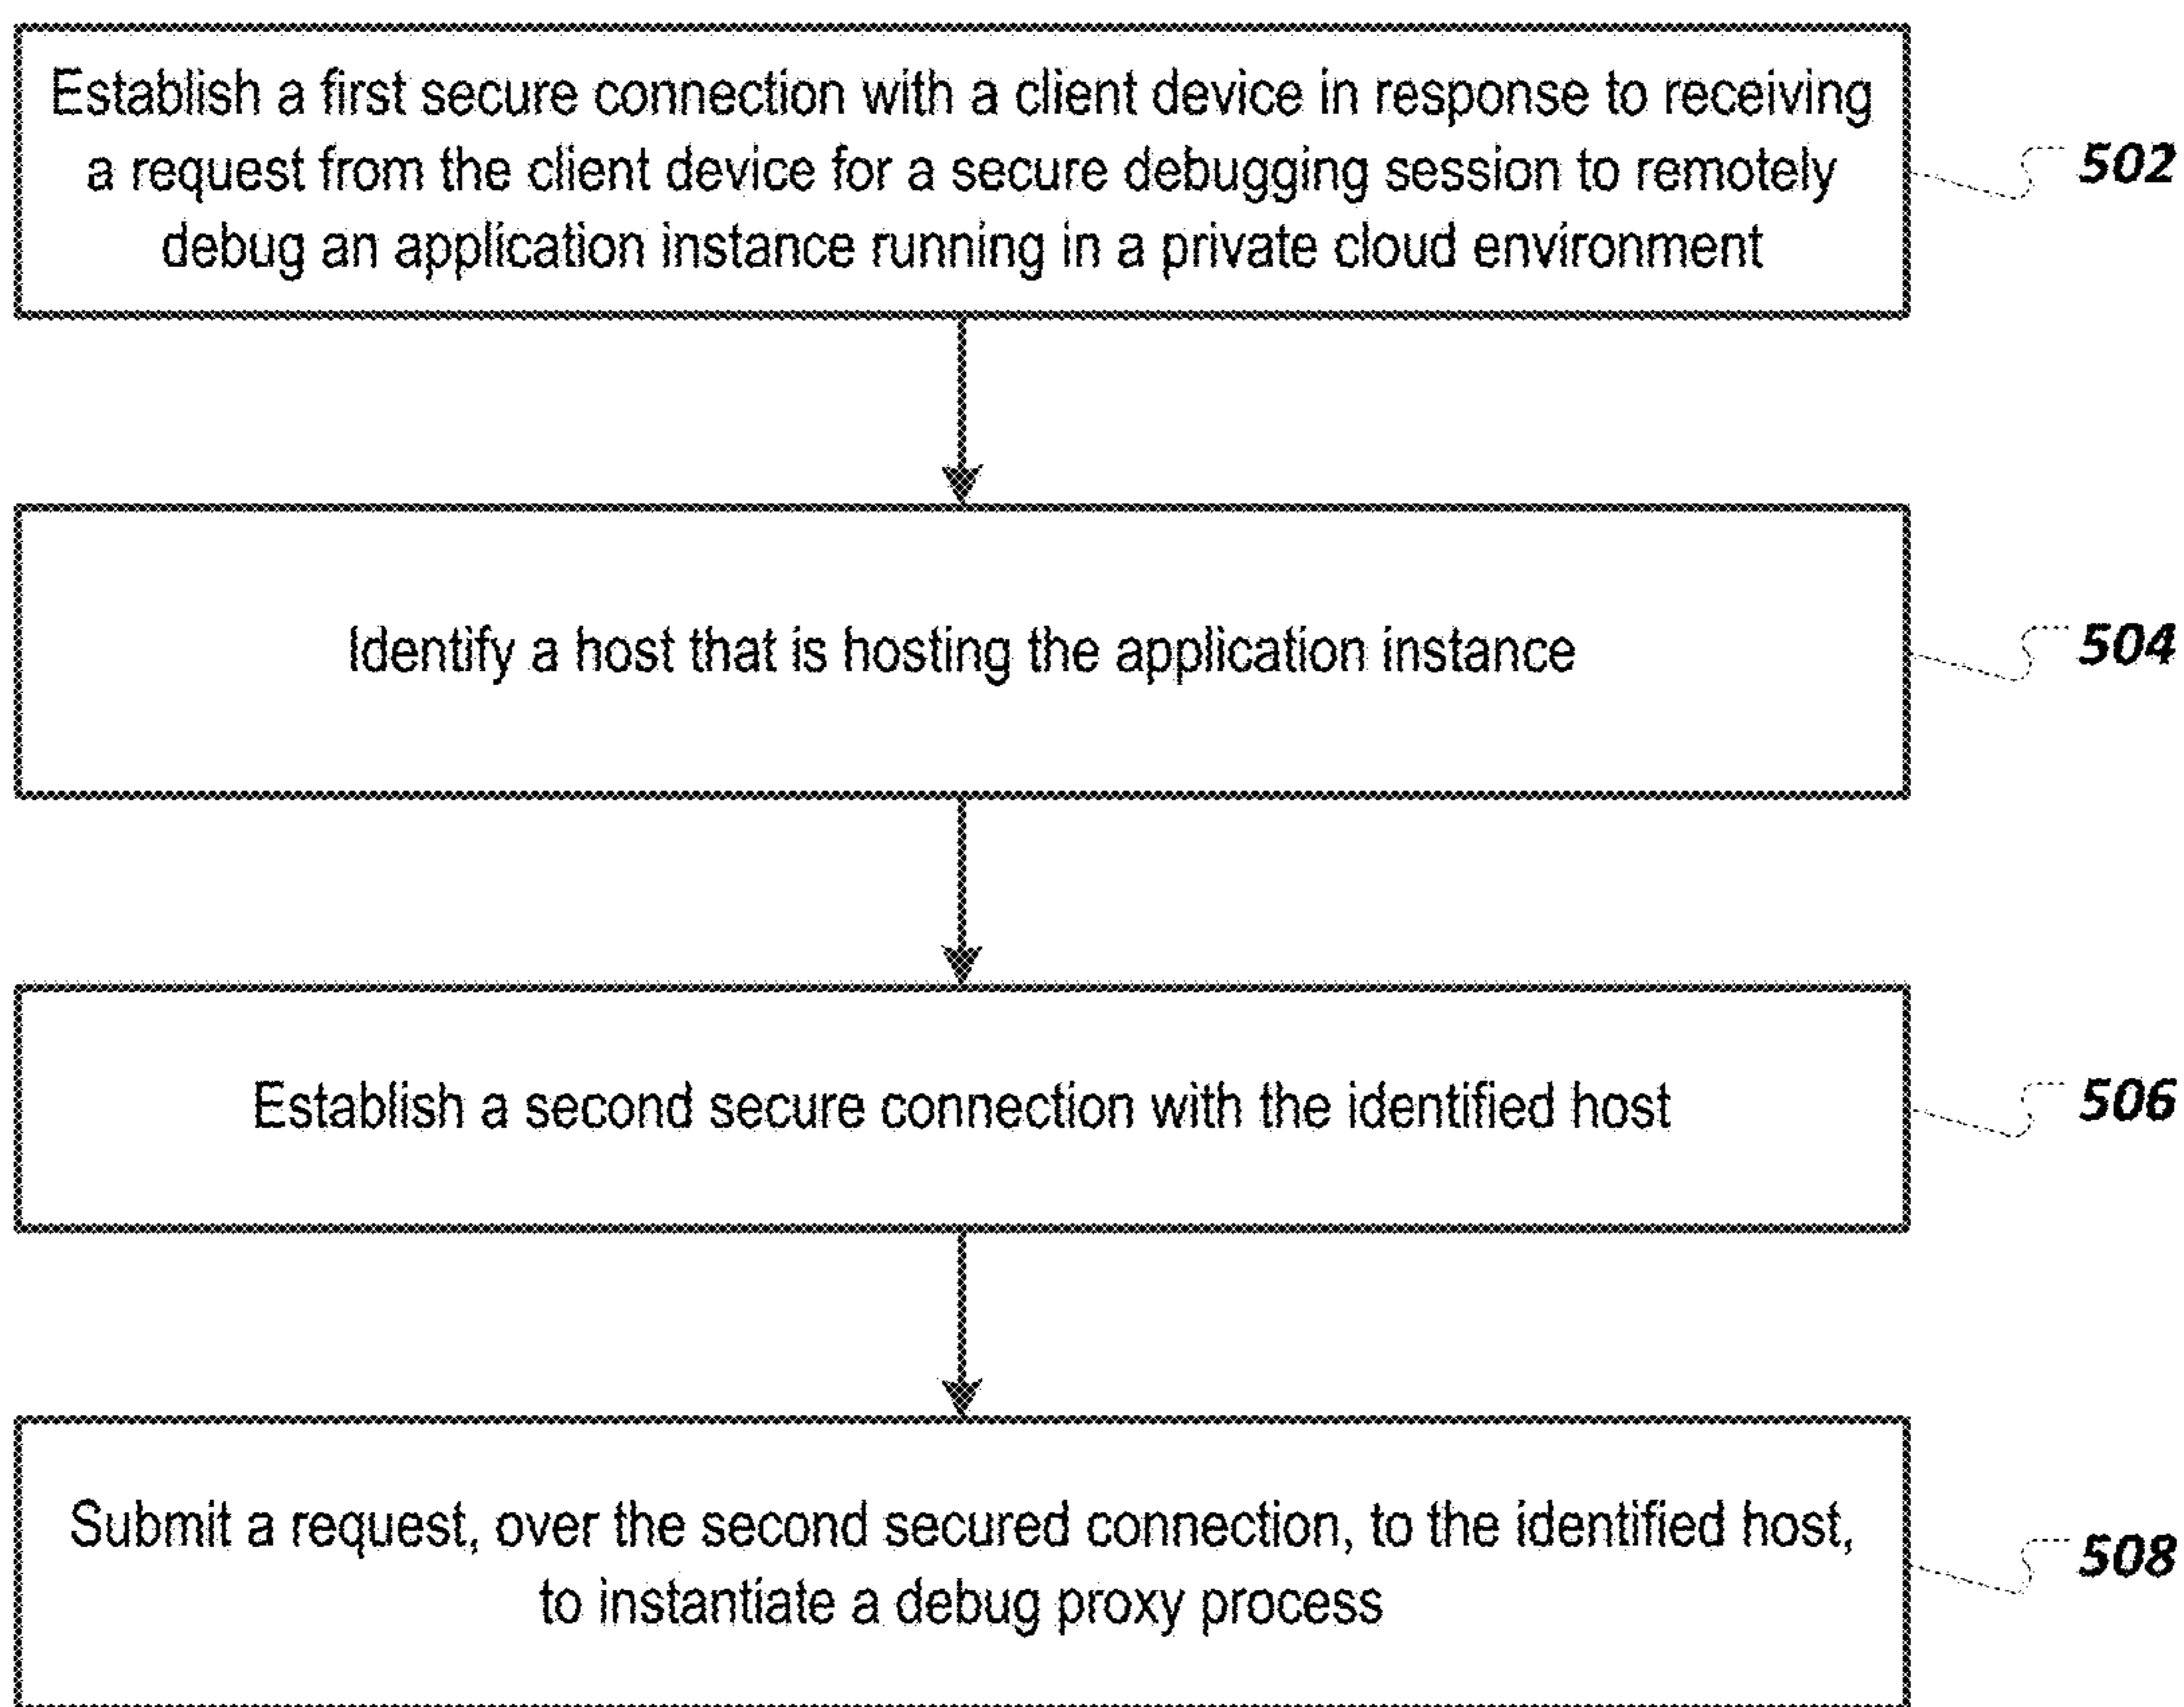 Establish a first secure connection with a client device in response to receiving
a request from the client device for a secure debugging session to remotely
debug an application instance running in a private cloud environment
502
Identify a host that is hosting the application instance
504
Establish a second secure connection with the identified host
506
Submit a request, over the second secured connection, to the identified host,
to instantiate a debug proxy process
508